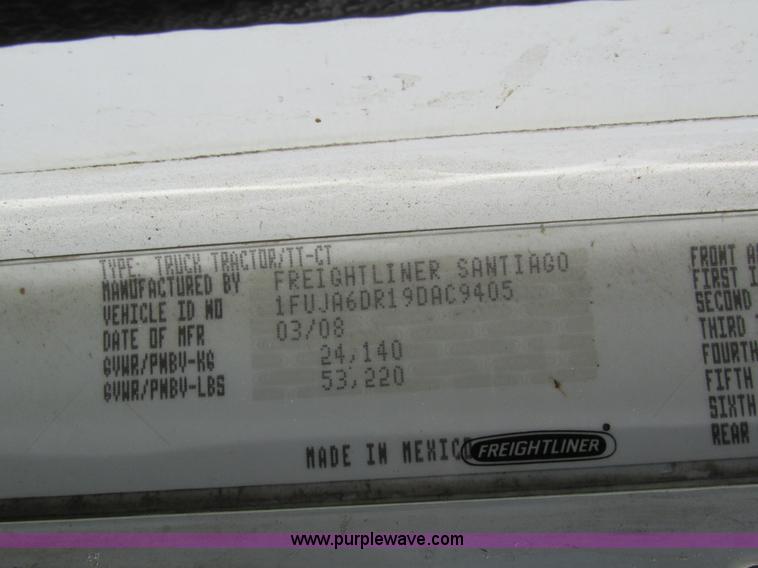 TYPE: TRUCK TRACTOR/TT-CT
MANUFACTURED BY FREIGHTLINER SANTIAGO
VEHICLE ID NO 1FUJA6DR19DAC9405
DATE OF MFR 03/08
GVWR/PNBV-KG 24,140
GVWR/PNBV-LBS 53,220
MADE IN MEXICO FREIGHTLINER
FRONT
FIRST
SECOND
THIRD
FOURTH
FIFTH
SIXTH
REAR
www.purplewave.com